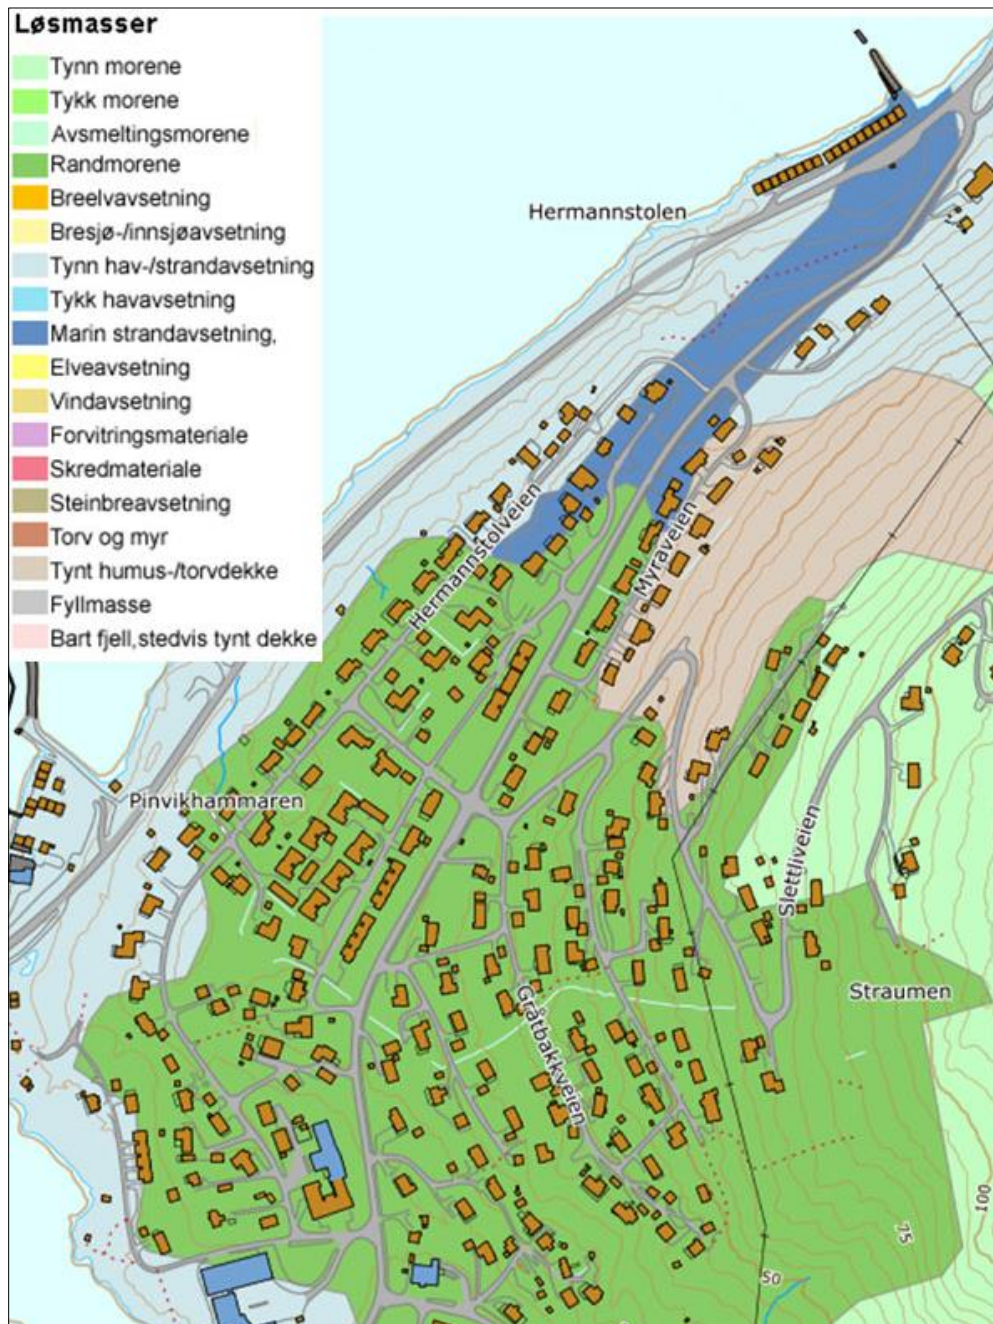 Løsmasser
Tynn morene
Tykk morene
Avsmeltingsmorene
Randmorene
Breelvavsetning
Bresjø-/innsjøavsetning
Tynn hav-/strandavsetning
Tykk havavsetning
Marin strandavsetning,
Elveavsetning
Vindavsetning
Forvitringsmateriale
Skredmateriale
Steinbreavsetning
Torv og myr
Tynt humus-/torvdekke
Fyllmasse
Bart fjell,stedvis tynt dekke
Hermannstolen
Hermannstolveien
Myraveien
Pinvikhammaren
Slettliveien
Straumen
Gråtbakkveien
100
75
50